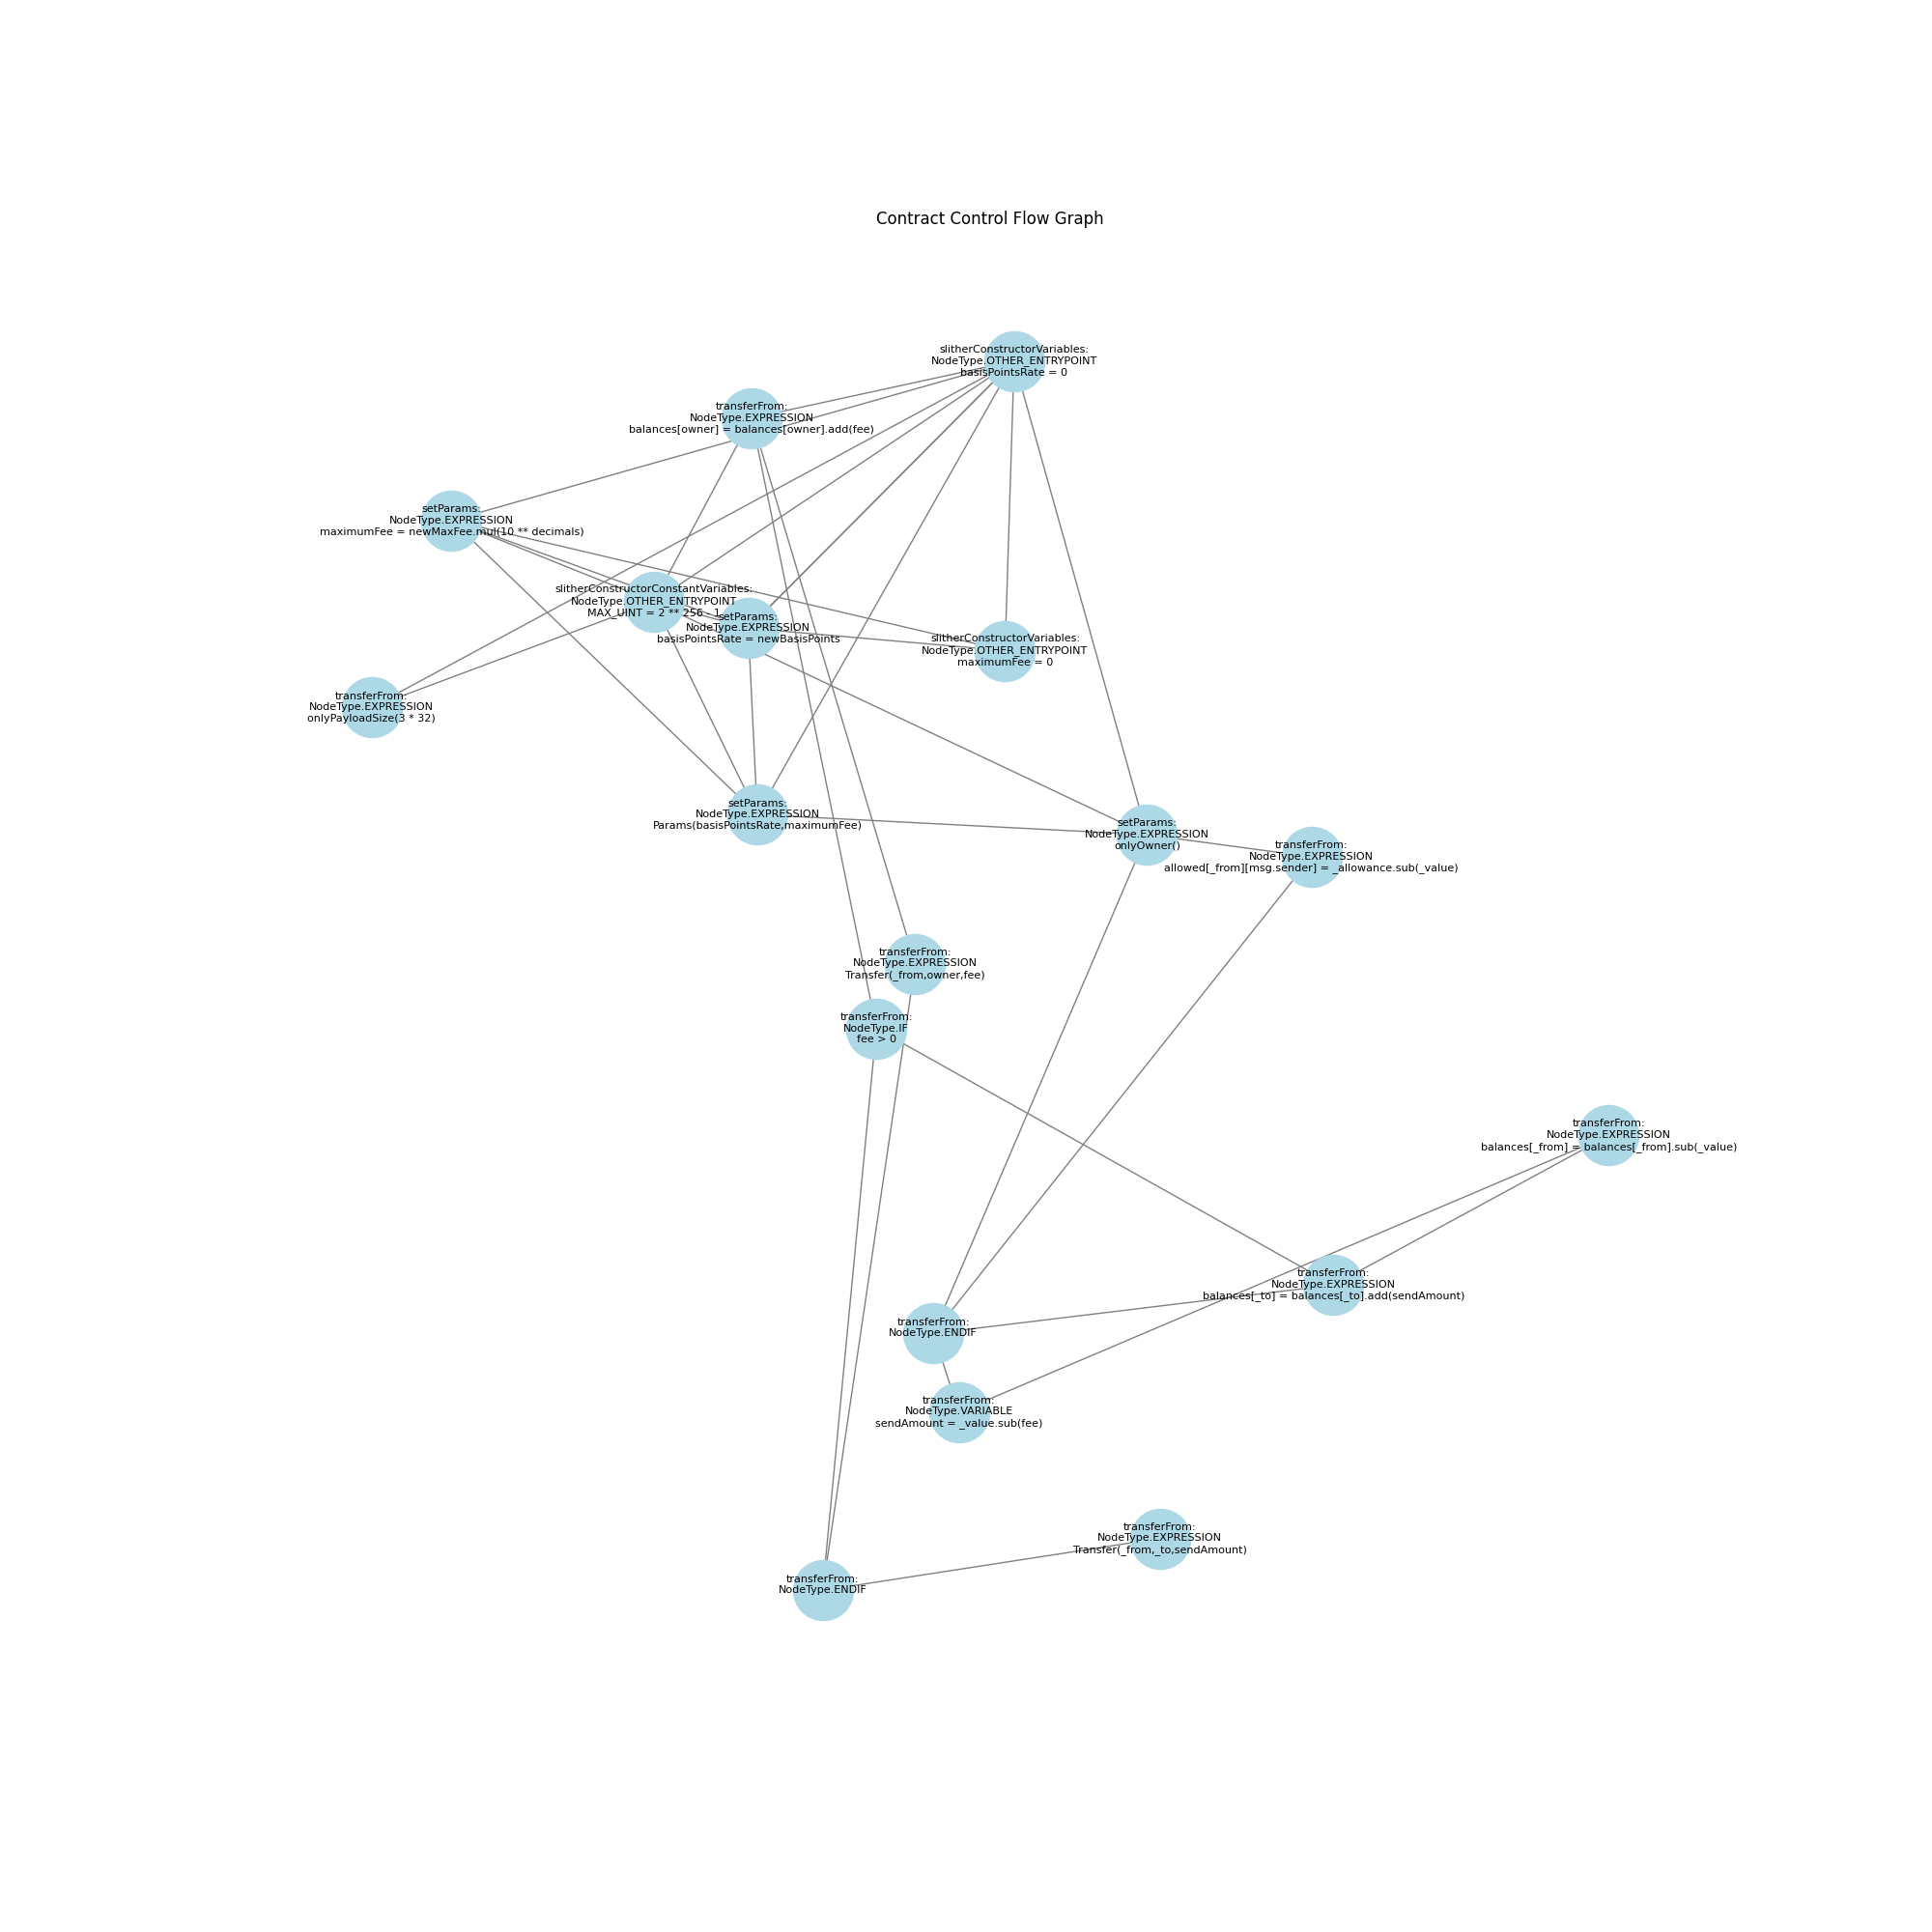 Contract Control Flow Graph
slitherConstructorVariables:
NodeType.OTHER_ENTRYPOINT
basisPointsRate = 0
transferFrom:
NodeType.EXPRESSION
balances[owner] = balances[owner].add(fee)
setParams:
NodeType.EXPRESSION
maximumFee = newMaxFee.mul(10 ** decimals)
slitherConstructorConstantVariables:
NodeType.OTHER_ENTRYPOINT
MAX_UINT = 2 ** 256 - 1
setParams:
NodeType.EXPRESSION
basisPointsRate = newBasisPoints
slitherConstructorVariables:
NodeType.OTHER_ENTRYPOINT
maximumFee = 0
transferFrom:
NodeType.EXPRESSION
onlyPayloadSize(3 * 32)
setParams:
NodeType.EXPRESSION
Params(basisPointsRate,maximumFee)
setParams:
NodeType.EXPRESSION
onlyOwner()
transferFrom:
NodeType.EXPRESSION
allowed[_from][msg.sender] = _allowance.sub(_value)
transferFrom:
NodeType.EXPRESSION
Transfer(_from,owner,fee)
transferFrom:
NodeType.IF
fee > 0
transferFrom:
NodeType.EXPRESSION
balances[_from] = balances[_from].sub(_value)
transferFrom:
NodeType.EXPRESSION
balances[_to] = balances[_to].add(sendAmount)
transferFrom:
NodeType.ENDIF
transferFrom:
NodeType.VARIABLE
sendAmount = _value.sub(fee)
transferFrom:
NodeType.EXPRESSION
Transfer(_from,_to,sendAmount)
transferFrom:
NodeType.ENDIF